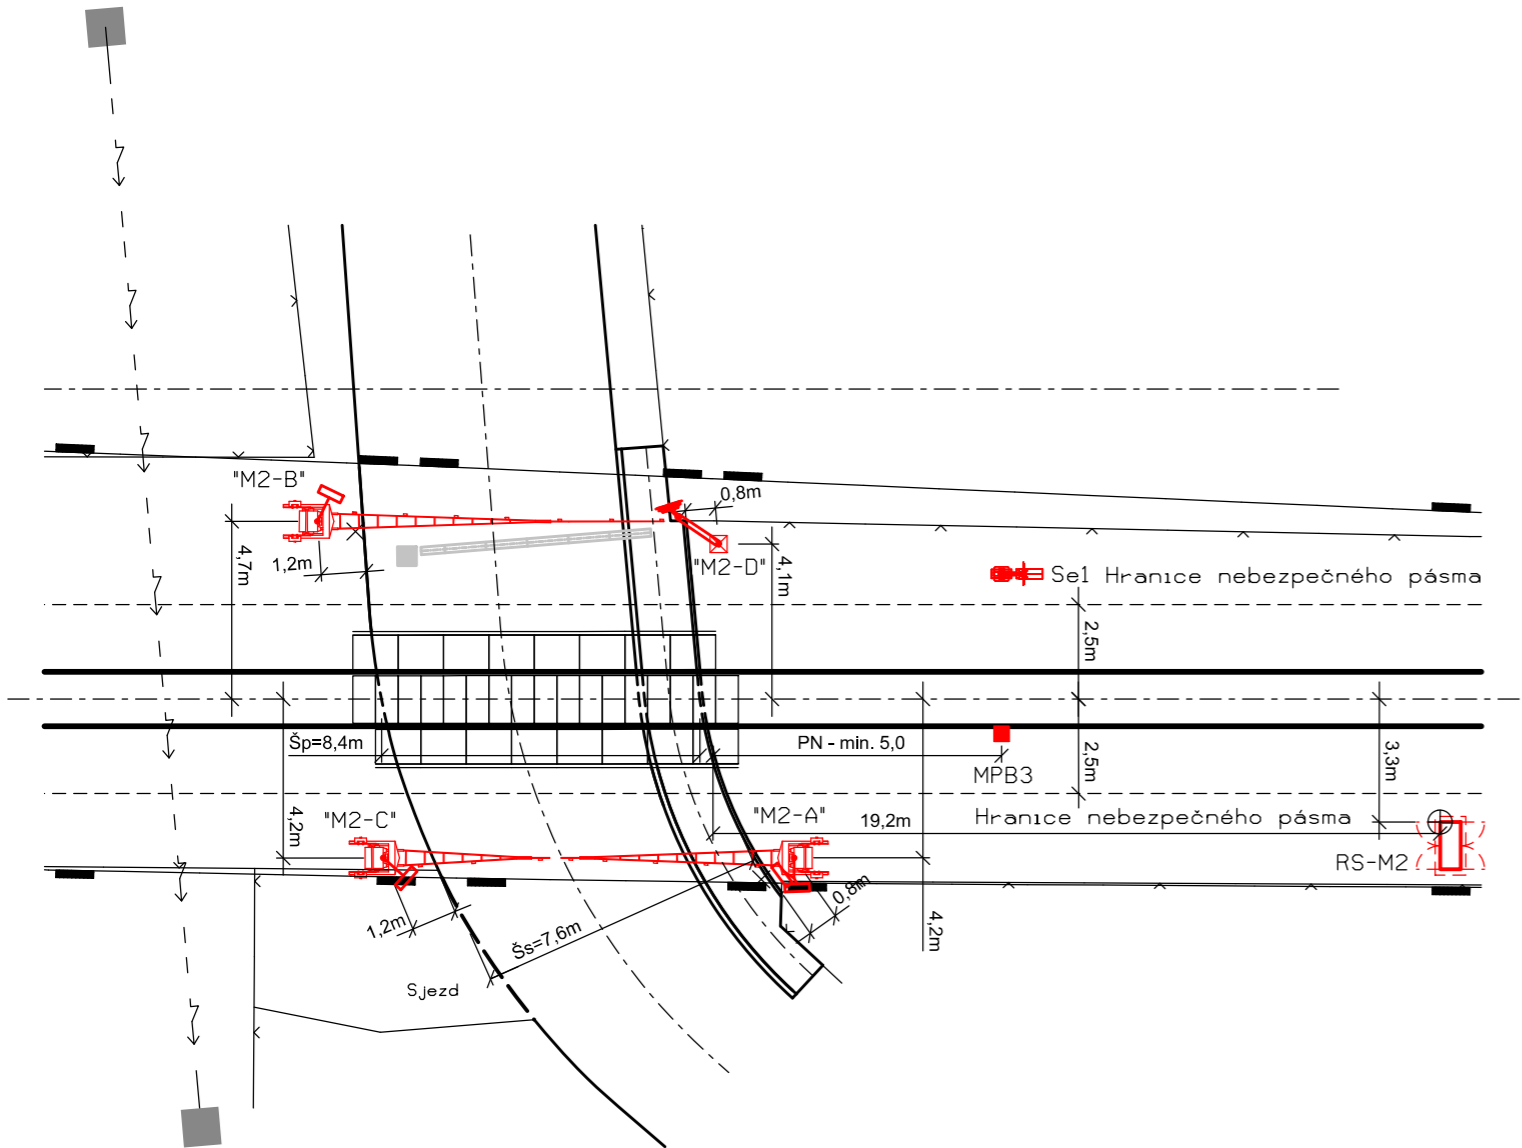 "M2-B"
0,8m
4,7m
1,2m
"M2-D"
4,1m
Se1 Hranice nebezpečného pásma
2,5m
Šp=8,4m
PN - min. 5,0
MPB3
2,5m
3,3m
4,2m
"M2-C"
"M2-A"
19,2m
Hranice nebezpečného pásma
RS-M2
1,2m
Šs=7,6m
0,8m
4,2m
Sjezd